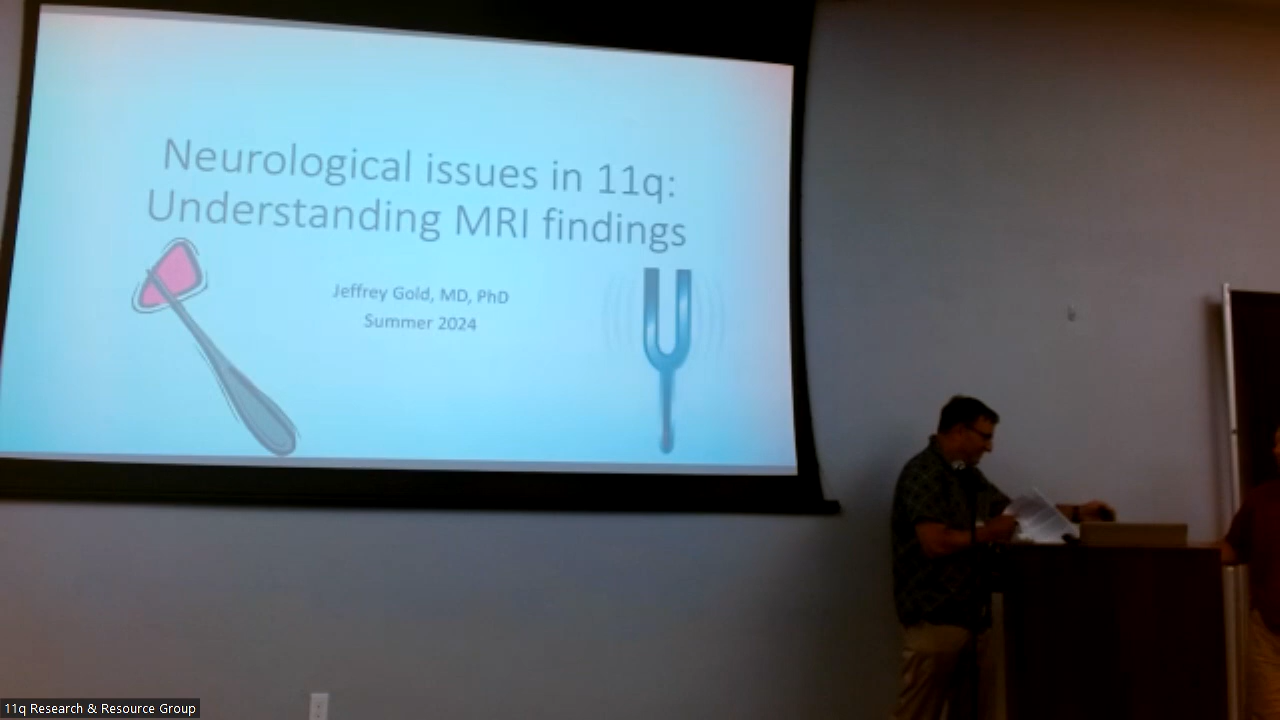 Neurological issues in 11q:
Understanding MRI findings
Jeffrey Gold, MD, PhD
Summer 2024
11q Research & Resource Group